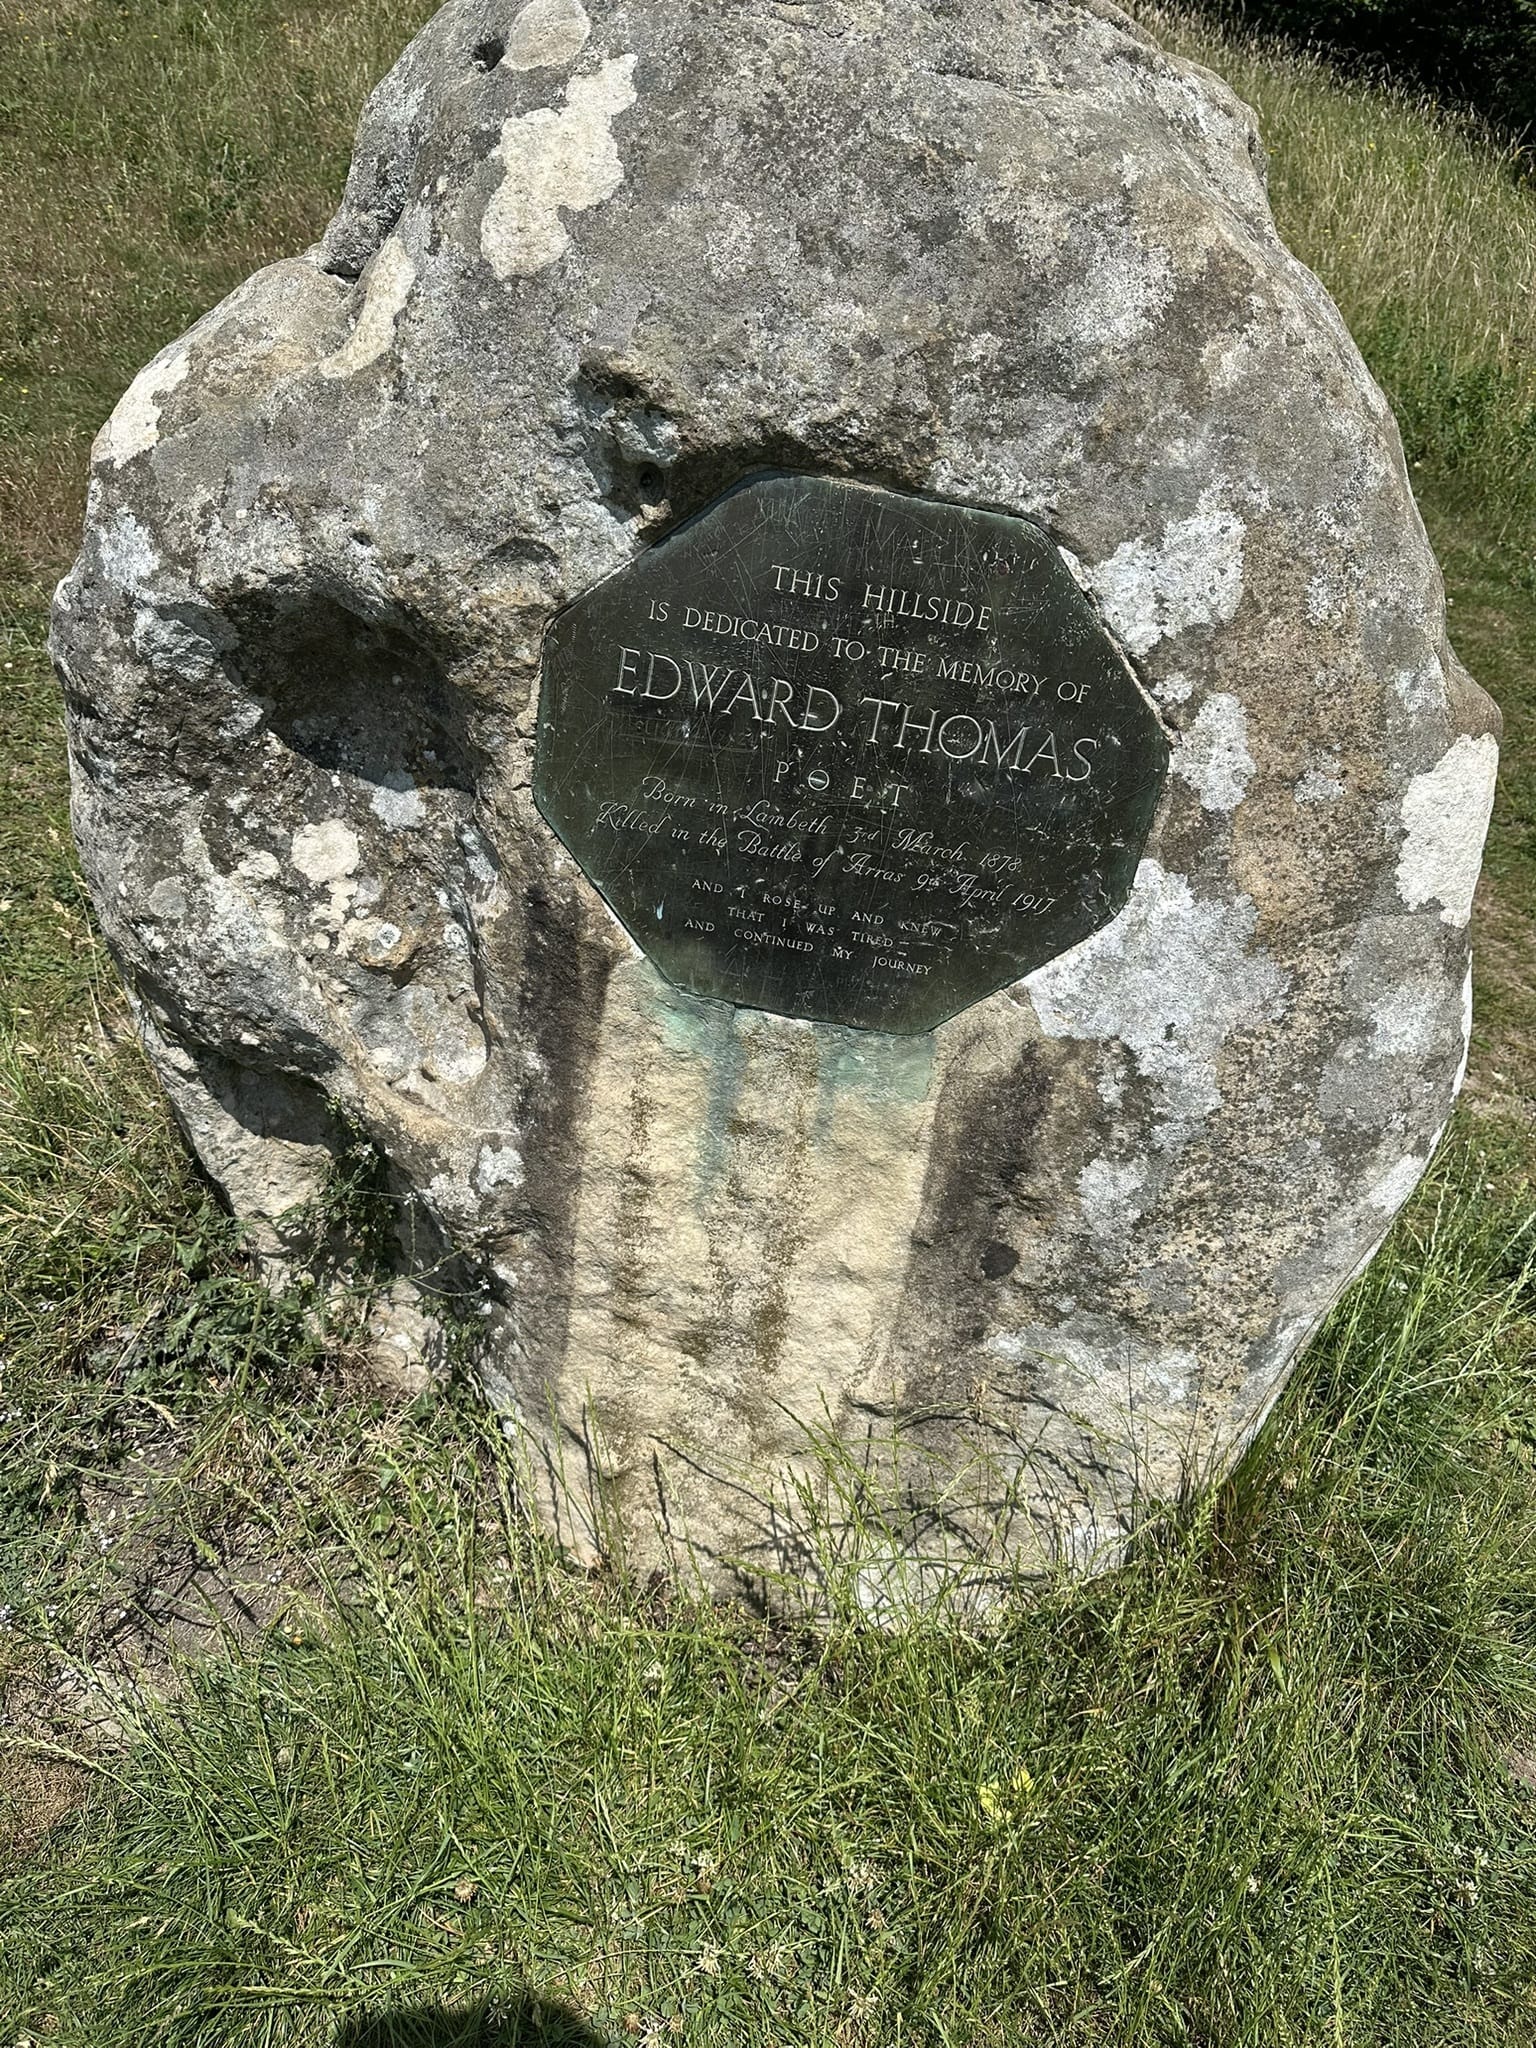 THIS HILLSIDE
IS DEDICATED TO THE MEMORY OF
EDWARD THOMAS
POET
Born in Lambeth 3rd March 1878
Killed in the Battle of Arras 9th April 1917.
AND I ROSE UP AND KNEW
THAT I WAS TIRED
AND CONTINUED MY JOURNEY